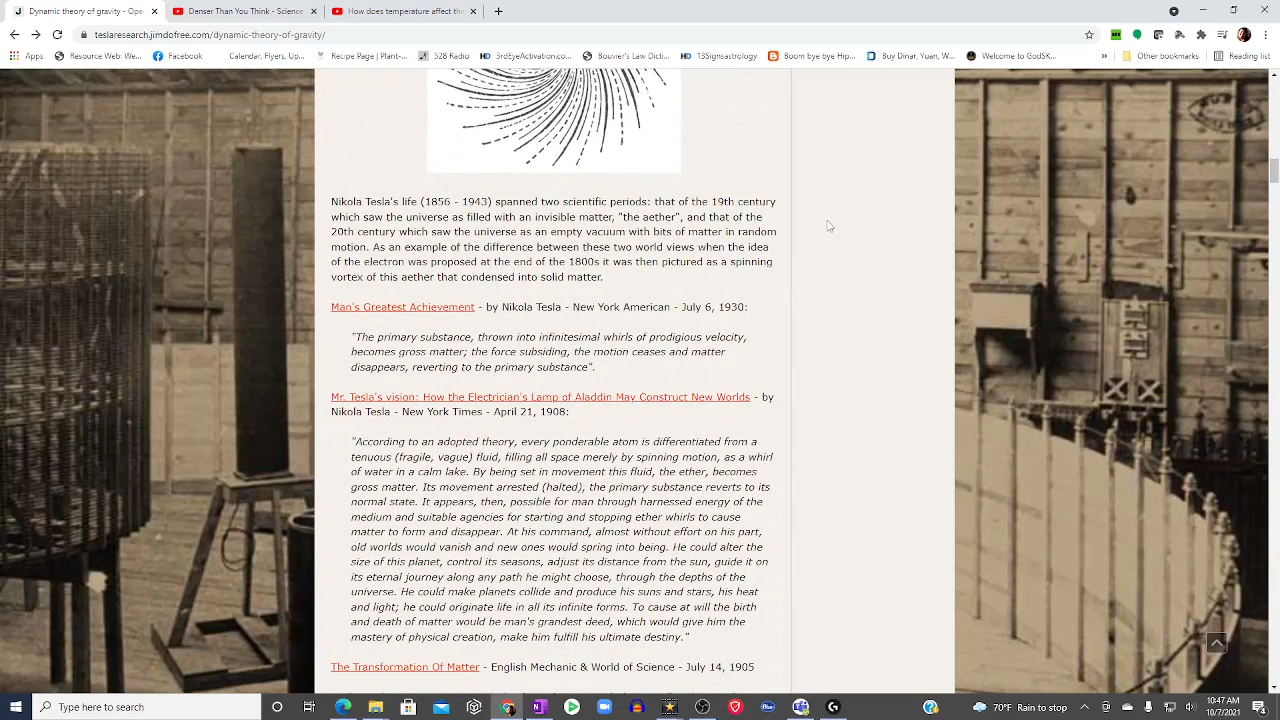 Dynamic theory of gravity - Ope
Denser Than You Think - Science
How does temperature affect the
teslaresearch.jimdofree.com/dynamic-theory-of-gravity/
Apps
Resource Web: We...
Facebook
Calendar, Flyers, Up...
Recipe Page | Plant-...
528 Radio
HD 3rdEyeActivation.co...
Bouvier's Law Dict...
HD 13Signsastrology
Boom bye bye Hip...
Buy Dinar, Yuan, W...
Welcome to GodSK...
»
Other bookmarks
Reading list
Nikola Tesla's life (1856 - 1943) spanned two scientific periods: that of the 19th century
which saw the universe as filled with an invisible matter, "the aether", and that of the
20th century which saw the universe as an empty vacuum with bits of matter in random
motion. As an example of the difference between these two world views when the idea
of the electron was proposed at the end of the 1800s it was then pictured as a spinning
vortex of this aether that condensed into solid matter.
Man's Greatest Achievement - by Nikola Tesla - New York American - July 6, 1930:
"The primary substance, thrown into infinitesimal whirls of prodigious velocity,
becomes gross matter; the force subsiding, the motion ceases and matter
disappears, reverting to the primary substance".
Mr. Tesla's vision: How the Electrician's Lamp of Aladdin May Construct New Worlds - by
Nikola Tesla - New York Times - April 21, 1908:
"According to an adopted theory, every ponderable atom is differentiated from a
tenuous (fragile, vague) fluid, filling all space merely by spinning motion, as a whirl
of water in a calm lake. By being set in movement this fluid, the ether, becomes
gross matter. Its movement arrested (halted), the primary substance reverts to its
normal state. It appears, then, possible for man through harnessed energy of the
medium and suitable agencies for starting and stopping ether whirls to cause
matter to form and disappear. At his command, almost without effort on his part,
old worlds would vanish and new ones would spring into being. He could alter the
size of this planet, control its seasons, adjust its distance from the sun, guide it on
its eternal journey along any path he might choose, through the depths of the
universe. He could make planets collide and produce his suns and stars, his heat
and light; he could originate life in all its infinite forms. To cause at will the birth
and death of matter would be man's grandest deed, which would give him the
mastery of physical creation, make him fulfill his ultimate destiny."
The Transformation Of Matter - English Mechanic & World of Science - July 14, 1905
Type here to search
75°F Rain to stop
10:47 AM
10/7/2021